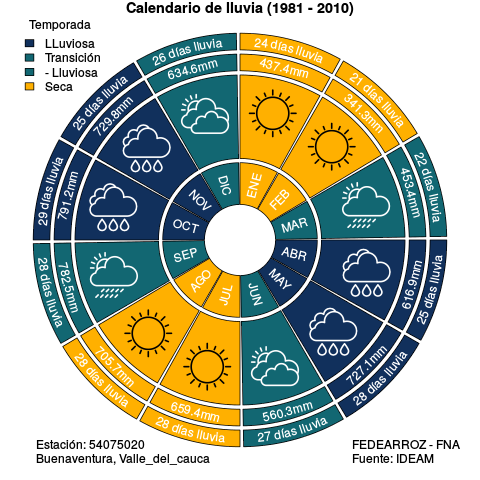 Calendario de lluvia (1981 - 2010)
Temporada
LLuviosa
Transición
- Lluviosa
Seca
24 días lluvia
437.4mm
ENE
21 días lluvia
341.3mm
FEB
22 días lluvia
453.4mm
MAR
25 días lluvia
616.9mm
ABR
28 días lluvia
727.1mm
MAY
27 días lluvia
560.3mm
JUN
28 días lluvia
659.4mm
JUL
28 días lluvia
705.7mm
AGO
28 días lluvia
782.5mm
SEP
29 días lluvia
791.2mm
OCT
25 días lluvia
729.8mm
NOV
26 días lluvia
634.6mm
DIC
Estación: 54075020
Buenaventura, Valle_del_cauca
FEDEARROZ - FNA
Fuente: IDEAM